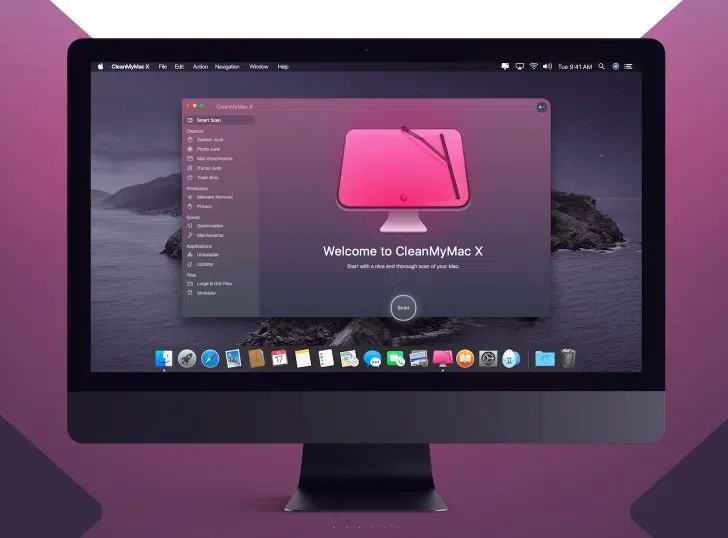 CleanMyMac X File Edit Action Navigation Window Help
Tue 9:41 AM
CleanMyMac X
Smart Scan
Cleanup
System Junk
Photo Junk
Mail Attachments
iTunes Junk
Trash Bins
Protection
Malware Removal
Privacy
Speed
Optimization
Maintenance
Applications
Uninstaller
Updater
Files
Large & Old Files
Shredder
Welcome to CleanMyMac X
Start with a nice and thorough scan of your Mac.
Scan
17